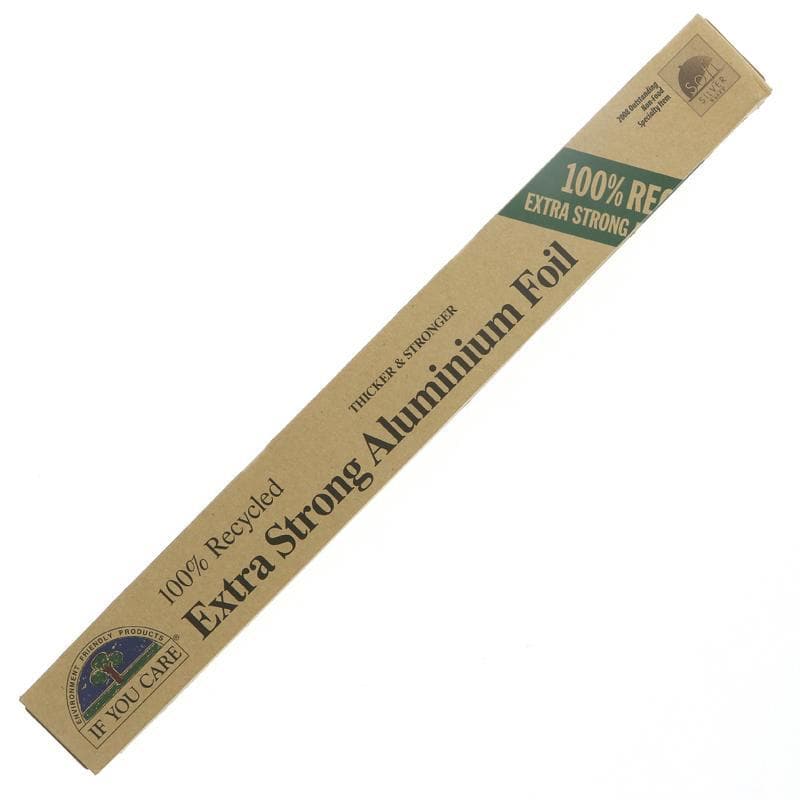 100% Recycled
THICKER & STRONGER
Extra Strong Aluminium Foil
ENVIRONMENT FRIENDLY PRODUCTS
IF YOU CARE®
100% REC
EXTRA STRONG
2008 Outstanding
Non-Food
Specialty Item
sofi
SILVER